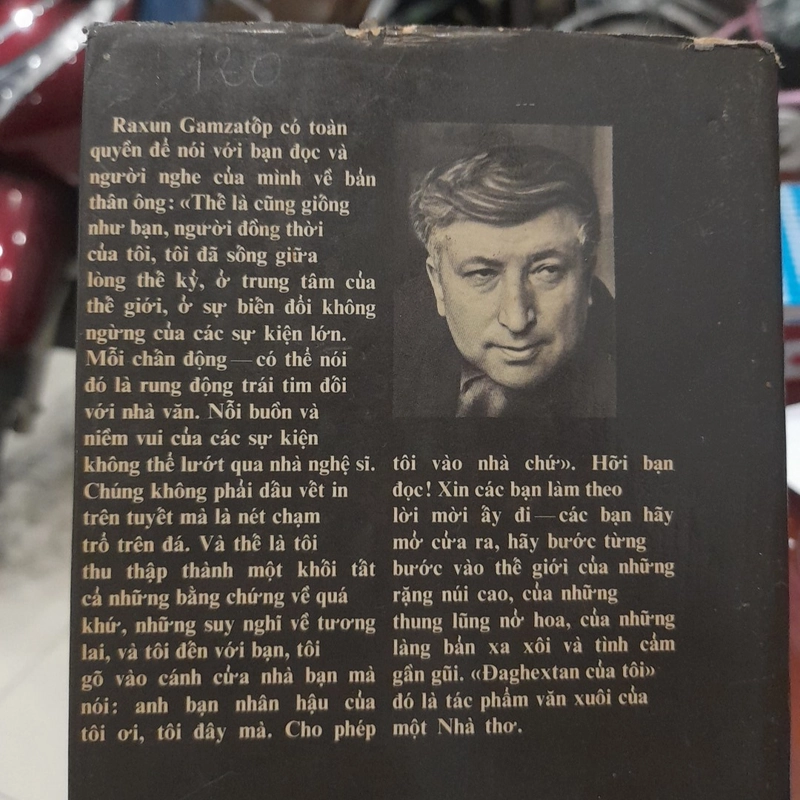 120
Raxun Gamzatốp có toàn
quyền để nói với bạn đọc và
người nghe của mình về bản
thân ông: «Thế là cũng giống
như bạn, người đồng thời
của tôi, tôi đã sống giữa
lòng thế kỷ, ở trung tâm của
thế giới, ở sự biến đổi không
ngừng của các sự kiện lớn.
Mỗi chấn động — có thể nói
đó là rung động trái tim đối
với nhà văn. Nỗi buồn và
niềm vui của các sự kiện
không thể lướt qua nhà nghệ sĩ.
Chúng không phải dấu vết in
trên tuyết mà là nét chạm
trổ trên đá. Và thế là tôi
thu thập thành một khối tất
cả những bằng chứng về quá
khứ, những suy nghĩ về tương
lai, và tôi đến với bạn, tôi
gõ vào cánh cửa nhà bạn mà
nói: anh bạn nhân hậu của
tôi ơi, tôi đây mà. Cho phép
tôi vào nhà chứ». Hỡi bạn
đọc! Xin các bạn làm theo
lời mời ấy đi — các bạn hãy
mở cửa ra, hãy bước từng
bước vào thế giới của những
rặng núi cao, của những
thung lũng nở hoa, của những
làng bản xa xôi và tình cảm
gần gũi. «Đaghextan của tôi»
đó là tác phẩm văn xuôi của
một Nhà thơ.